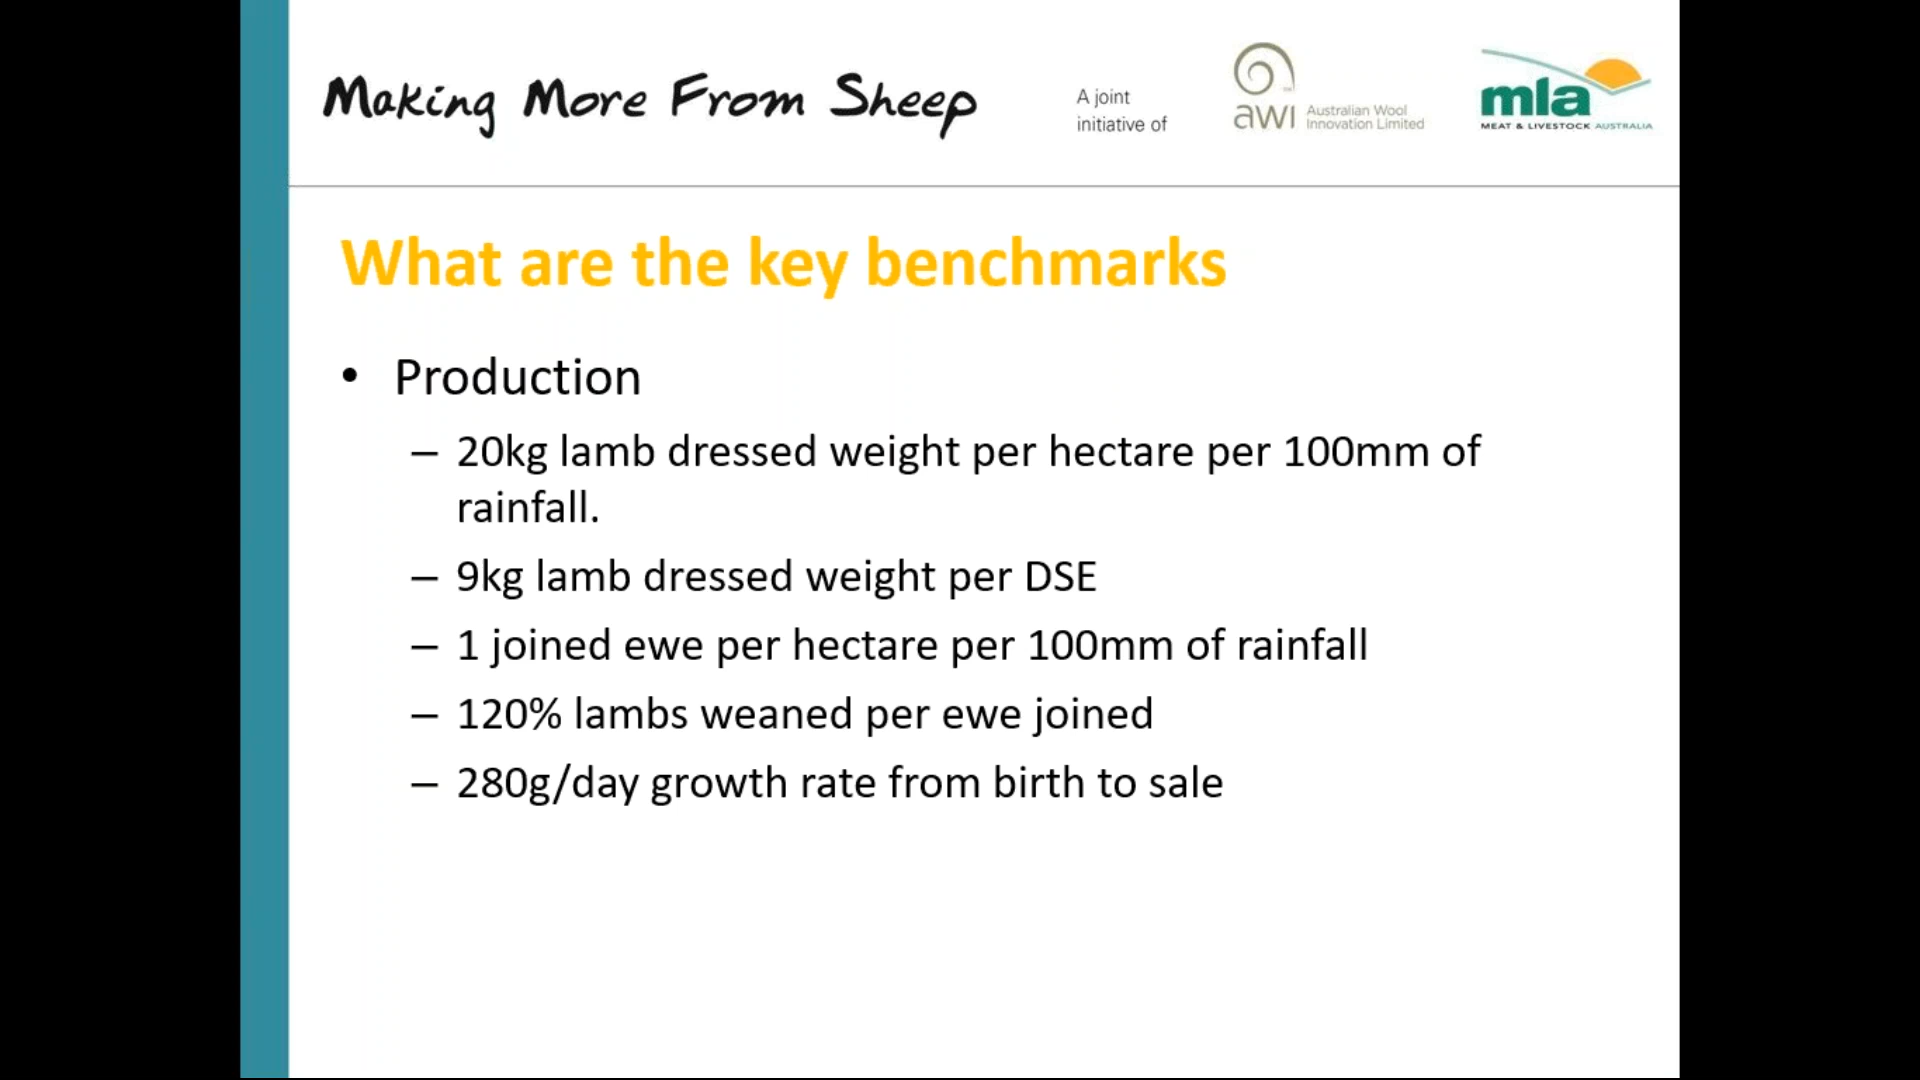 Making More From Sheep
A joint
initiative of
awi
Australian Wool
Innovation Limited
mla
MEAT & LIVESTOCK AUSTRALIA
What are the key benchmarks
• Production
– 20kg lamb dressed weight per hectare per 100mm of
rainfall.
– 9kg lamb dressed weight per DSE
– 1 joined ewe per hectare per 100mm of rainfall
– 120% lambs weaned per ewe joined
– 280g/day growth rate from birth to sale